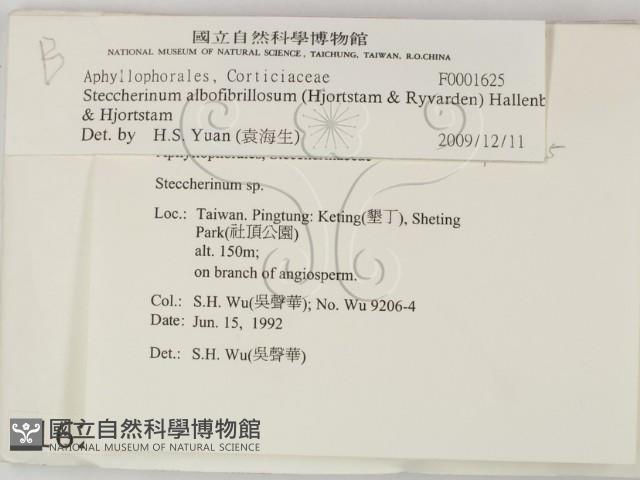 B
國立自然科學博物館
NATIONAL MUSEUM OF NATURAL SCIENCE, TAICHUNG, TAIWAN, R.O.CHINA
Aphyllophorales, Corticiaceae F0001625
Steccherinum albofibrillosum (Hjortstam & Ryvarden) Hallenb
& Hjortstam
Det. by H.S. Yuan (袁海生) 2009/12/11
Steccherinum sp.
Loc.: Taiwan. Pingtung: Keting(墾丁), Sheting
Park(社頂公園)
alt. 150m;
on branch of angiosperm.
Col.: S.H. Wu(吳聲華); No. Wu 9206-4
Date: Jun. 15, 1992
Det.: S.H. Wu(吳聲華)
國立自然科學博物館
NATIONAL MUSEUM OF NATURAL SCIENCE